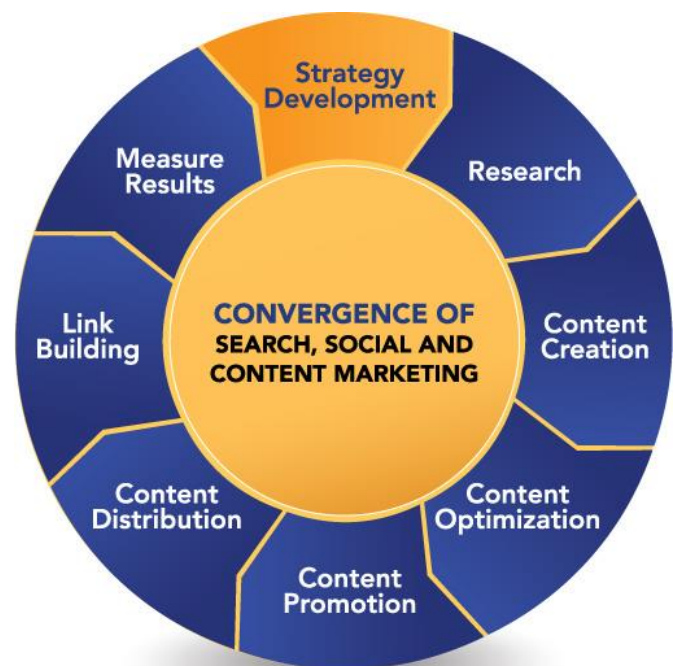 Strategy
Development
Research
Content
Creation
Content
Optimization
Content
Promotion
Content
Distribution
Link
Building
Measure
Results
CONVERGENCE OF
SEARCH, SOCIAL AND
CONTENT MARKETING